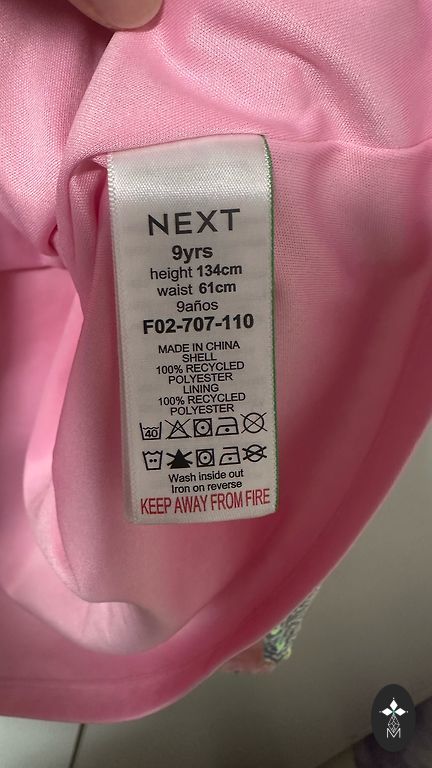 NEXT
9yrs
height 134cm
waist 61cm
9años
F02-707-110
MADE IN CHINA
SHELL
100% RECYCLED
POLYESTER
LINING
100% RECYCLED
POLYESTER
40
Wash inside out
Iron on reverse
KEEP AWAY FROM FIRE
M